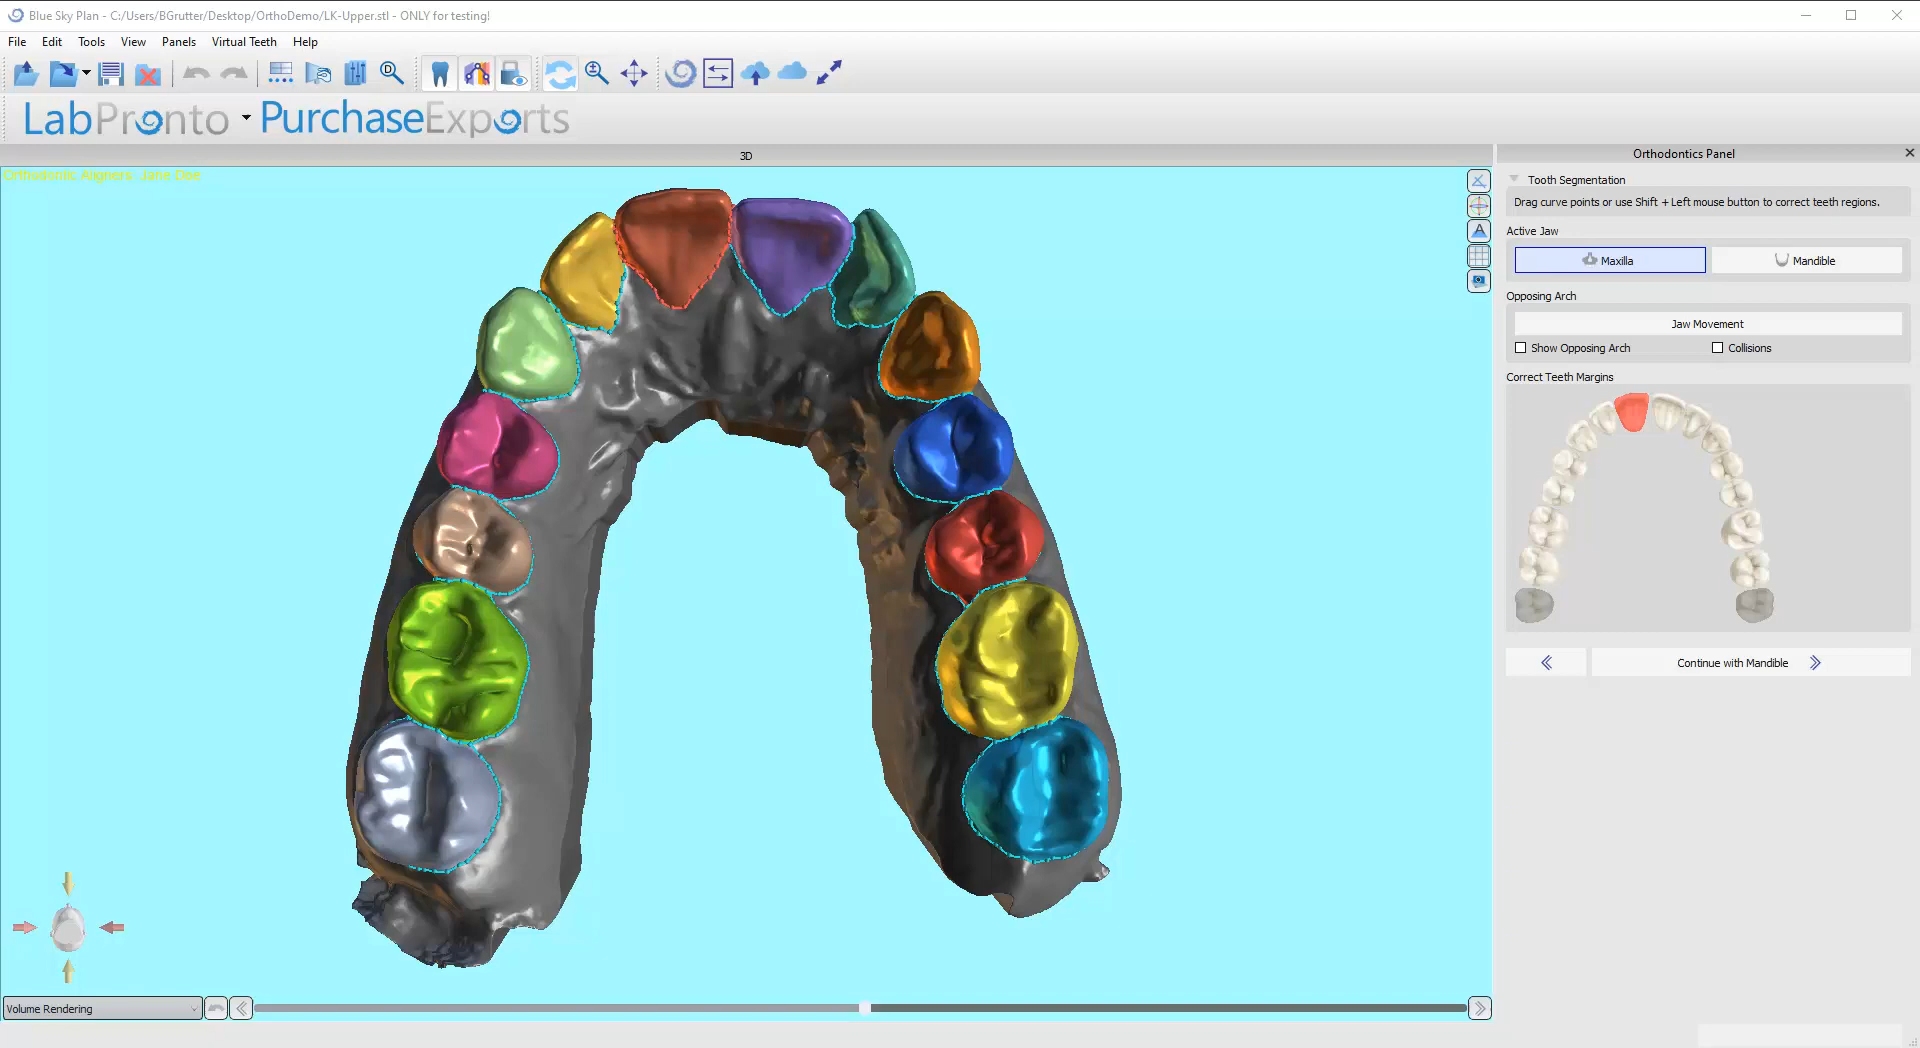 Blue Sky Plan - C:/Users/BGrutter/Desktop/OrthoDemo/LK-Upper.stl - ONLY for testing!
File Edit Tools View Panels Virtual Teeth Help
D
LabPronto PurchaseExports
3D
Orthodontics Panel
Orthodontic Aligners: Jane Doe
Tooth Segmentation
Drag curve points or use Shift + Left mouse button to correct teeth regions.
Active Jaw
Maxilla Mandible
Opposing Arch
Jaw Movement
Show Opposing Arch Collisions
Correct Teeth Margins
Continue with Mandible
Volume Rendering